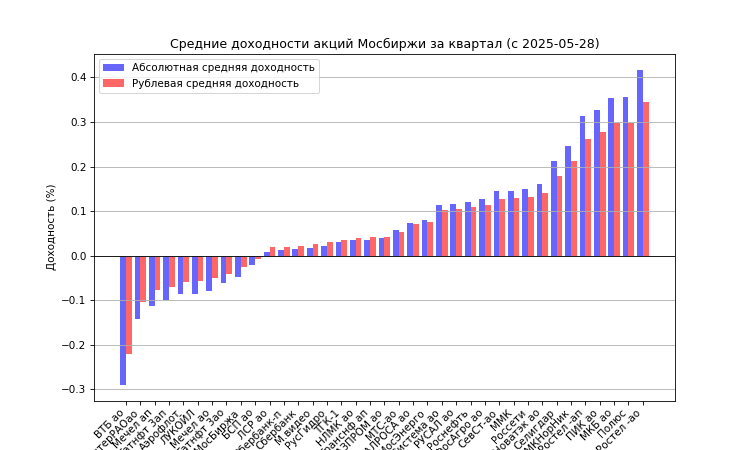 Средние доходности акций Мосбиржи за квартал (с 2025-05-28)
Абсолютная средняя доходность
Рублевая средняя доходность
Доходность (%)
0.4
0.3
0.2
0.1
0.0
−0.1
−0.2
−0.3
ВТБ ао
Мечел ап
Татнфт 3ап
Аэрофлот
ЛУКОЙЛ
Мечел ао
Татнфт 3ао
МосБиржа
БСП ао
ЛСР ао
Сбербанк
М.видео
РусГидро
НЛМК ао
МТС-ао
РУСАЛ ао
Роснефть
СевСт-ао
ММК
Россети
Селигдар
Ростел -ап
ПИК ао
МКБ ао
Полюс
Ростел -ао